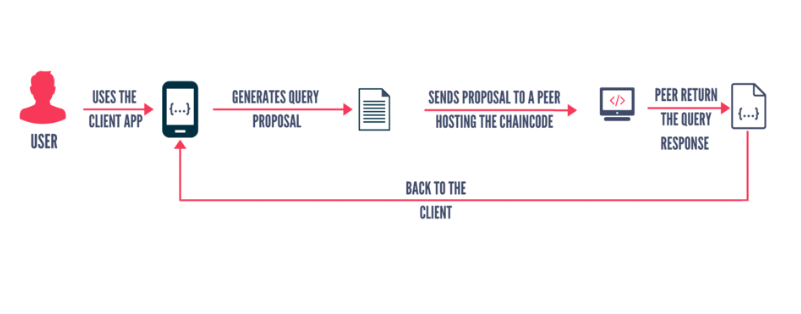 USER
USES THE
CLIENT APP
{...}
GENERATES QUERY
PROPOSAL
SENDS PROPOSAL TO A PEER
HOSTING THE CHAINCODE
</>
PEER RETURN
THE QUERY
RESPONSE
{...}
BACK TO THE
CLIENT